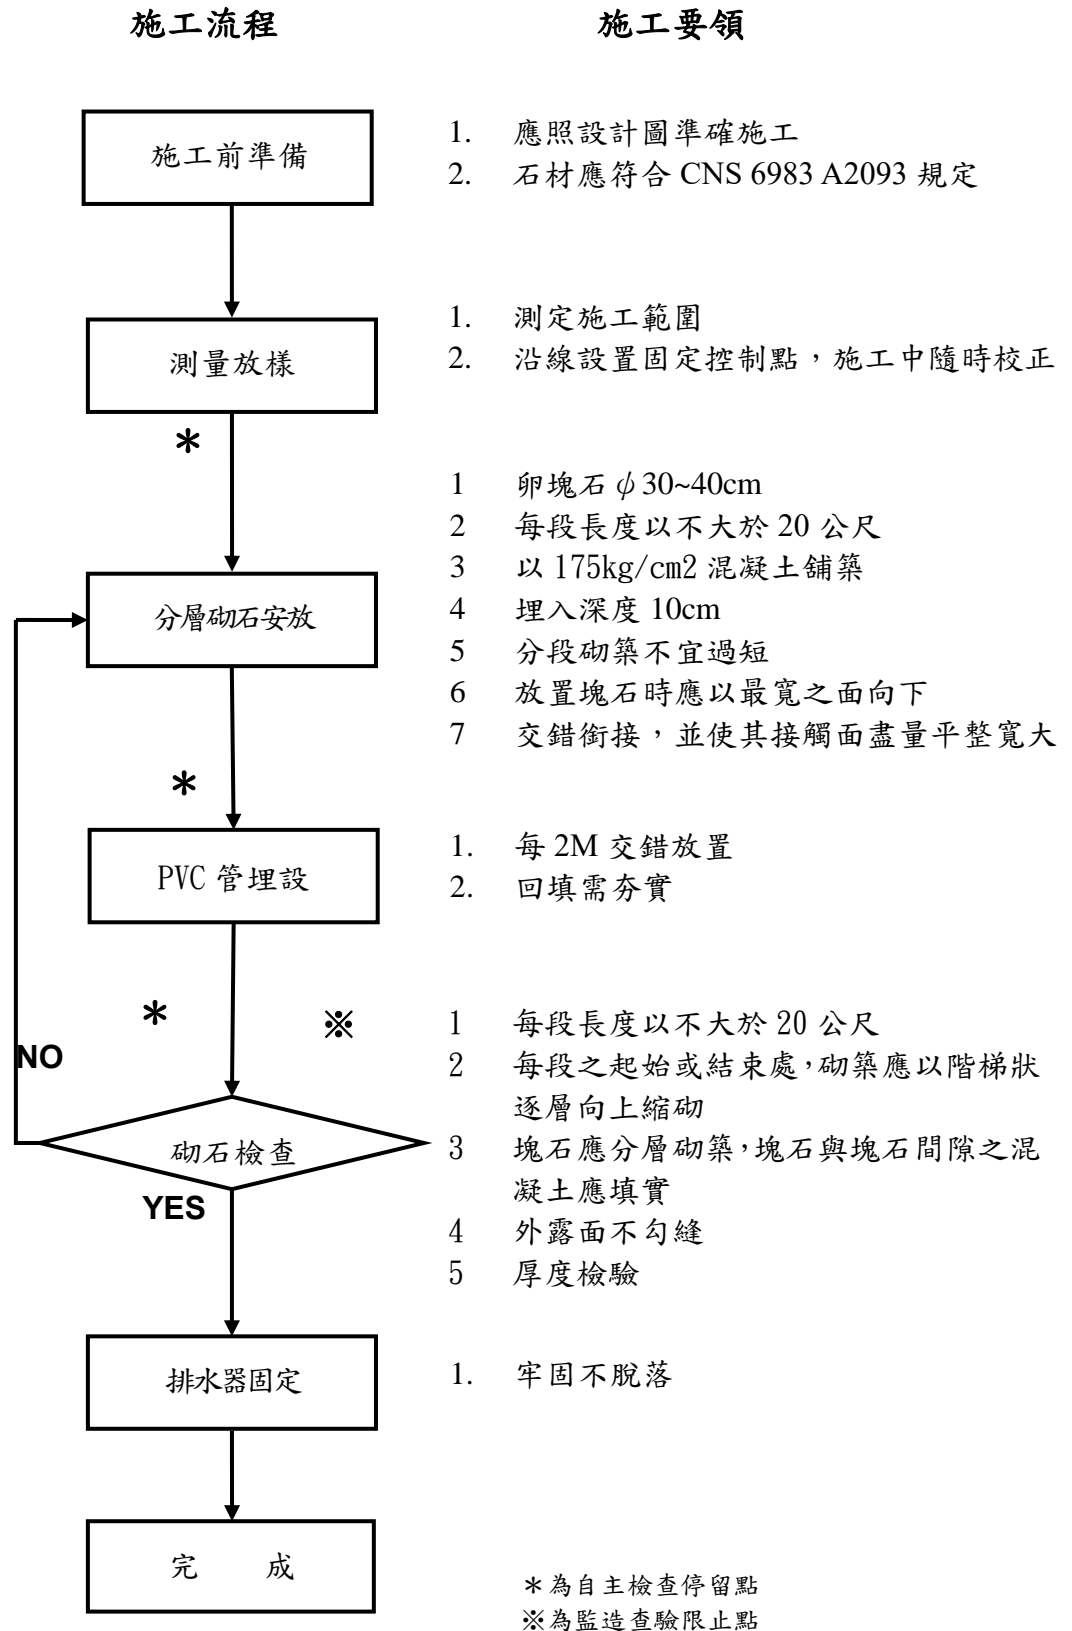 施工流程 施工要領
施工前準備
1. 應照設計圖準確施工
2. 石材應符合 CNS 6983 A2093 規定
測量放樣
1. 測定施工範圍
2. 沿線設置固定控制點，施工中隨時校正
＊
分層砌石安放
1 卵塊石ψ30~40cm
2 每段長度以不大於 20 公尺
3 以 175kg/cm2 混凝土舖築
4 埋入深度 10cm
5 分段砌築不宜過短
6 放置塊石時應以最寬之面向下
7 交錯銜接，並使其接觸面盡量平整寬大
＊
PVC 管埋設
1. 每 2M 交錯放置
2. 回填需夯實
＊ ※
NO
砌石檢查
YES
1 每段長度以不大於 20 公尺
2 每段之起始或結束處，砌築應以階梯狀
逐層向上縮砌
3 塊石應分層砌築，塊石與塊石間隙之混
凝土應填實
4 外露面不勾縫
5 厚度檢驗
排水器固定
1. 牢固不脫落
完 成
＊為自主檢查停留點
※為監造查驗限止點